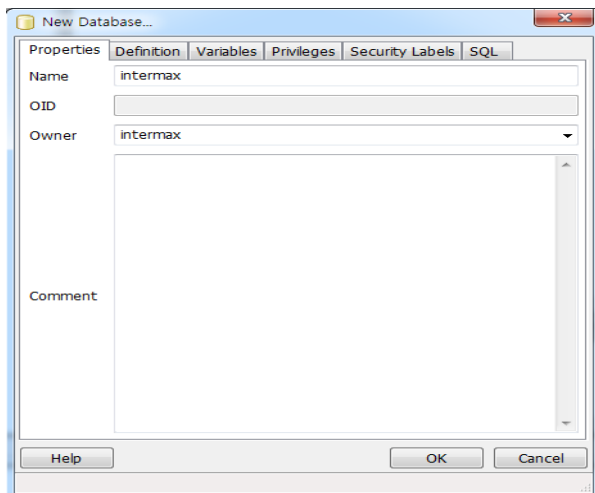 New Database...
Properties Definition Variables Privileges Security Labels SQL
Name intermax
OID
Owner intermax
Comment
Help OK Cancel